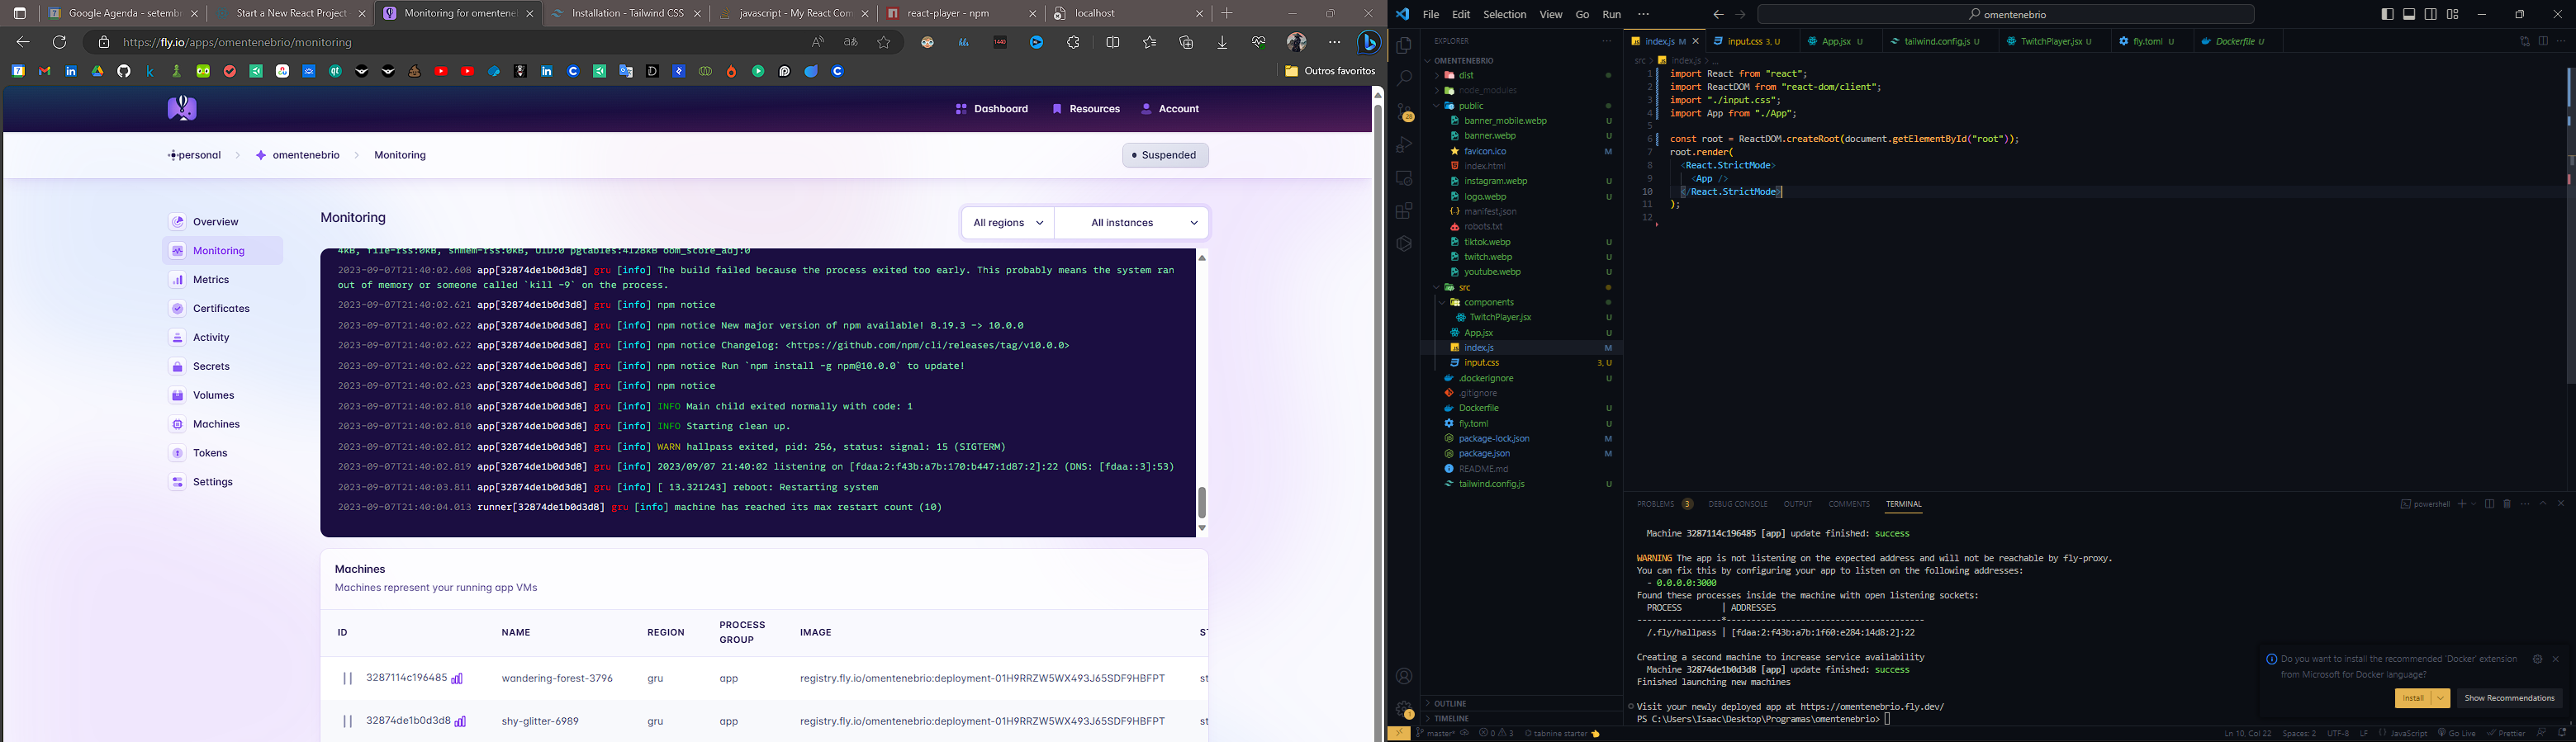 Google Agenda - setemb
Start a New React Project
Monitoring for omentene
Installation - Tailwind CSS
javascript - My React Com
react-player - npm
localhost
https://fly.io/apps/omentenebrio/monitoring
Outros favoritos
Dashboard
Resources
Account
personal
omentenebrio
Monitoring
Suspended
Overview
Monitoring
Metrics
Certificates
Activity
Secrets
Volumes
Machines
Tokens
Settings
Monitoring
All regions
All instances
4kB, file-rss:0kB, shmem-rss:0kB, UID:0 pgtables:4128kB oom_score_adj:0
2023-09-07T21:40:02.608 app[32874de1b0d3d8] gru [info] The build failed because the process exited too early. This probably means the system ran
out of memory or someone called `kill -9` on the process.
2023-09-07T21:40:02.621 app[32874de1b0d3d8] gru [info] npm notice
2023-09-07T21:40:02.622 app[32874de1b0d3d8] gru [info] npm notice New major version of npm available! 8.19.3 -> 10.0.0
2023-09-07T21:40:02.622 app[32874de1b0d3d8] gru [info] npm notice Changelog: <https://github.com/npm/cli/releases/tag/v10.0.0>
2023-09-07T21:40:02.622 app[32874de1b0d3d8] gru [info] npm notice Run `npm install -g npm@10.0.0` to update!
2023-09-07T21:40:02.623 app[32874de1b0d3d8] gru [info] npm notice
2023-09-07T21:40:02.810 app[32874de1b0d3d8] gru [info] INFO Main child exited normally with code: 1
2023-09-07T21:40:02.810 app[32874de1b0d3d8] gru [info] INFO Starting clean up.
2023-09-07T21:40:02.812 app[32874de1b0d3d8] gru [info] WARN hallpass exited, pid: 256, status: signal: 15 (SIGTERM)
2023-09-07T21:40:02.819 app[32874de1b0d3d8] gru [info] 2023/09/07 21:40:02 listening on [fdaa:2:f43b:a7b:170:b447:1d87:2]:22 (DNS: [fdaa::3]:53)
2023-09-07T21:40:03.811 app[32874de1b0d3d8] gru [info] [ 13.321243] reboot: Restarting system
2023-09-07T21:40:04.013 runner[32874de1b0d3d8] gru [info] machine has reached its max restart count (10)
Machines
Machines represent your running app VMs
ID NAME REGION PROCESS GROUP IMAGE ST
3287114c196485 wandering-forest-3796 gru app registry.fly.io/omentenebrio:deployment-01H9RRZW5WX493J65SDF9HBFPT st
32874de1b0d3d8 shy-glitter-6989 gru app registry.fly.io/omentenebrio:deployment-01H9RRZW5WX493J65SDF9HBFPT st
File Edit Selection View Go Run ···
omentenebrio
EXPLORER
OMENTENEBRIO
dist
node_modules
public
banner_mobile.webp U
banner.webp U
favicon.ico M
index.html
instagram.webp U
logo.webp U
manifest.json
robots.txt
tiktok.webp U
twitch.webp U
youtube.webp U
src
components
TwitchPlayer.jsx U
App.jsx U
index.js M
input.css 3, U
.dockerignore U
.gitignore
Dockerfile U
fly.toml U
package-lock.json M
package.json M
README.md
tailwind.config.js U
OUTLINE
TIMELINE
index.js M
input.css 3, U
App.jsx U
tailwind.config.js U
TwitchPlayer.jsx U
fly.toml U
Dockerfile U
src > index.js > ...
1 import React from "react";
2 import ReactDOM from "react-dom/client";
3 import "./input.css";
4 import App from "./App";
5
6 const root = ReactDOM.createRoot(document.getElementById("root"));
7 root.render(
8 <React.StrictMode>
9 <App />
10 </React.StrictMode>
11 );
12
PROBLEMS 3 DEBUG CONSOLE OUTPUT COMMENTS TERMINAL
powershell
Machine 3287114c196485 [app] update finished: success
WARNING The app is not listening on the expected address and will not be reachable by fly-proxy.
You can fix this by configuring your app to listen on the following addresses:
- 0.0.0.0:3000
Found these processes inside the machine with open listening sockets:
PROCESS | ADDRESSES
-----------------*---------------------------------------
/.fly/hallpass | [fdaa:2:f43b:a7b:1f60:e284:14d8:2]:22
Creating a second machine to increase service availability
Machine 32874de1b0d3d8 [app] update finished: success
Finished launching new machines
Visit your newly deployed app at https://omentenebrio.fly.dev/
PS C:\Users\Isaac\Desktop\Programas\omentenebrio>
Do you want to install the recommended 'Docker' extension
from Microsoft for Docker language?
Install
Show Recommendations
master* 0 3 tabnine starter
Ln 10, Col 22 Spaces: 2 UTF-8 LF JavaScript Go Live Prettier